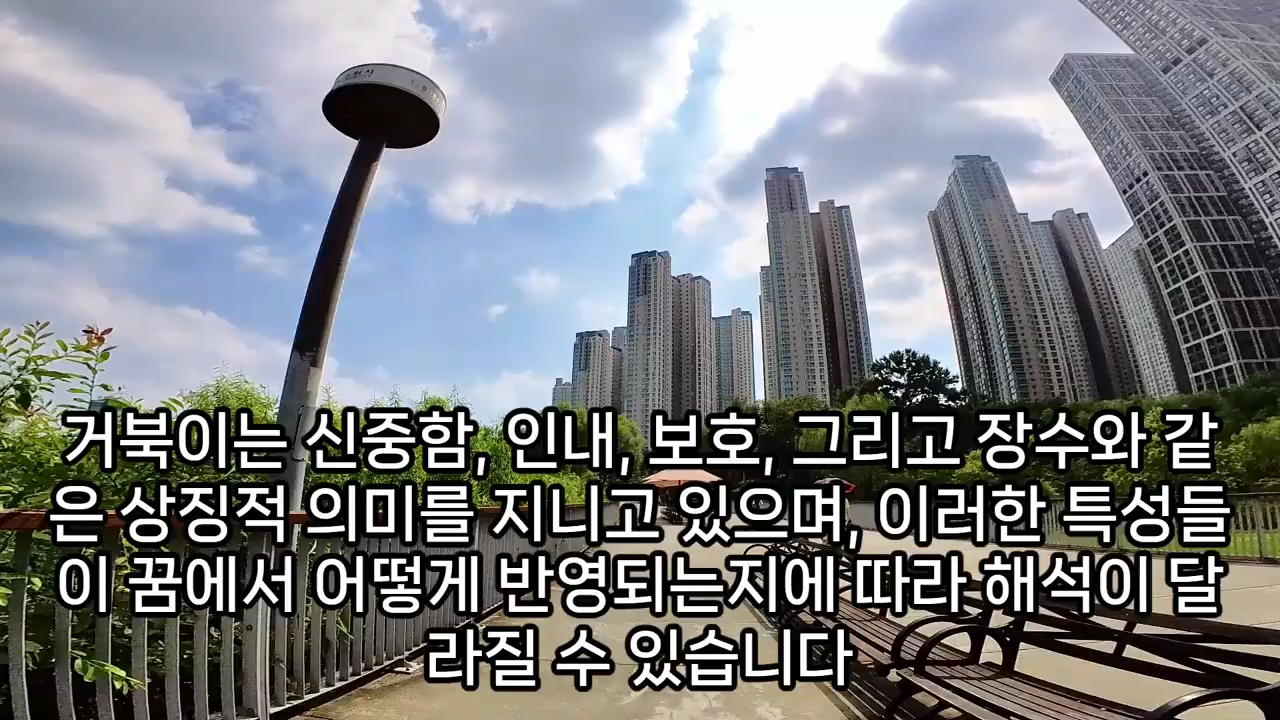 거북이는 신중함, 인내, 보호, 그리고 장수와 같
은 상징적 의미를 지니고 있으며, 이러한 특성들
이 꿈에서 어떻게 반영되는지에 따라 해석이 달
라질 수 있습니다